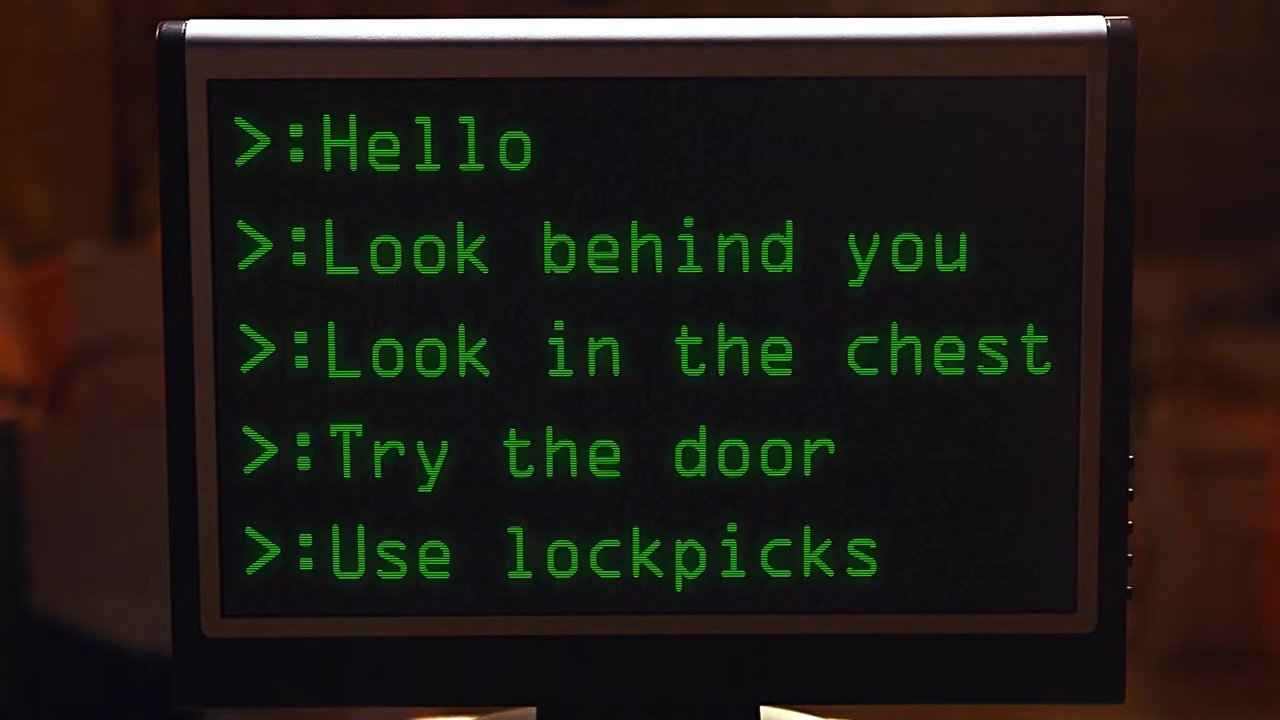 >:Hello
>:Look behind you
>:Look in the chest
>:Try the door
>:Use lockpicks